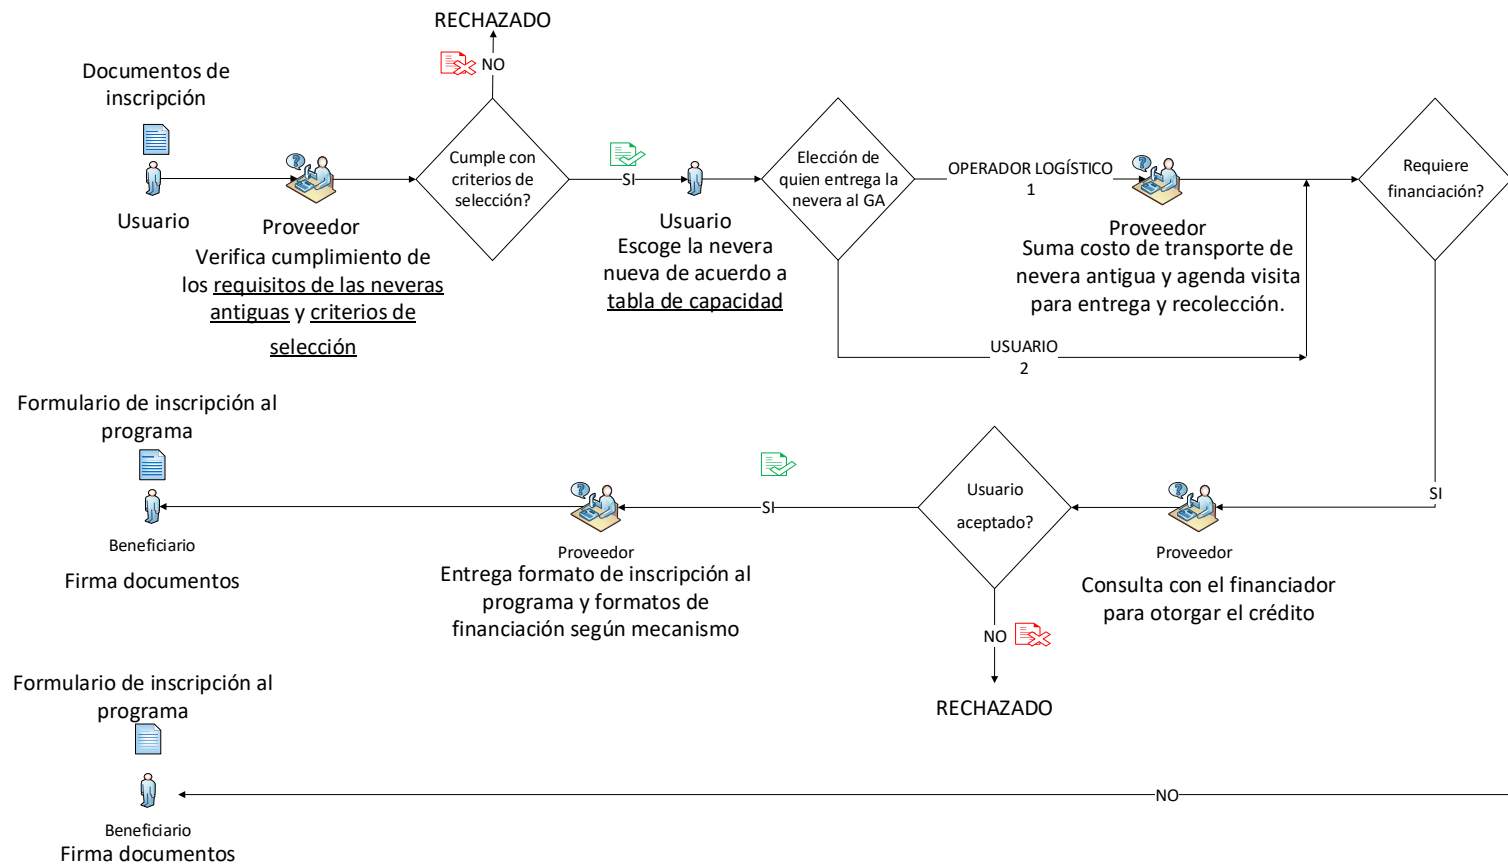 RECHAZADO
NO
Documentos de
inscripción
Usuario
Proveedor
Verifica cumplimiento de
los requisitos de las neveras
antiguas y criterios de
selección
Cumple con
criterios de
selección?
SI
Usuario
Escoge la nevera
nueva de acuerdo a
tabla de capacidad
Elección de
quien entrega la
nevera al GA
OPERADOR LOGÍSTICO
1
Proveedor
Suma costo de transporte de
nevera antigua y agenda visita
para entrega y recolección.
USUARIO
2
Requiere
financiación?
SI
Proveedor
Consulta con el financiador
para otorgar el crédito
Usuario
aceptado?
NO
RECHAZADO
SI
Proveedor
Entrega formato de inscripción al
programa y formatos de
financiación según mecanismo
Formulario de inscripción al
programa
Beneficiario
Firma documentos
Formulario de inscripción al
programa
NO
Beneficiario
Firma documentos